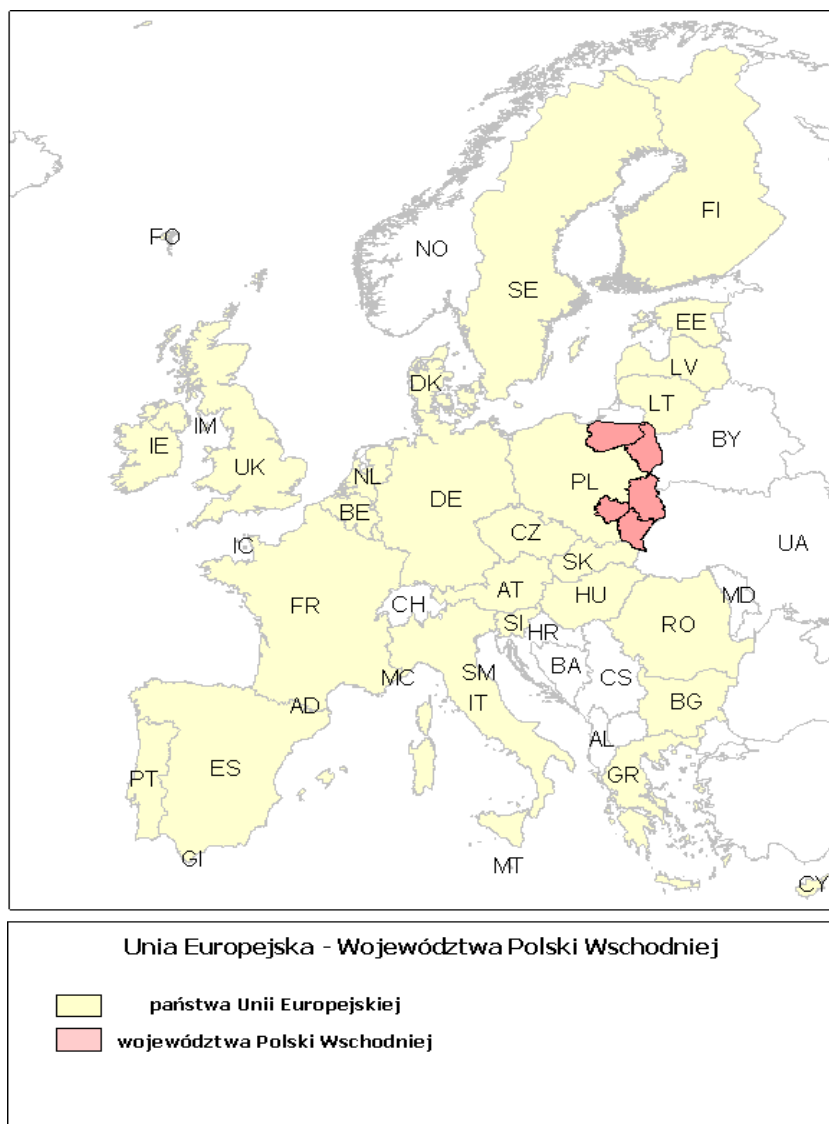 FI
FO
NO
SE
EE
LV
DK
LT
IM
BY
IE
UK
NL
PL
DE
BE
CZ
UA
IC
SK
AT
HU
MD
FR
CH
SI
RO
HR
BA
SM
MC
CS
IT
BG
AD
AL
ES
GR
PT
GI
MT
CY
Unia Europejska - Województwa Polski Wschodniej
państwa Unii Europejskiej
województwa Polski Wschodniej